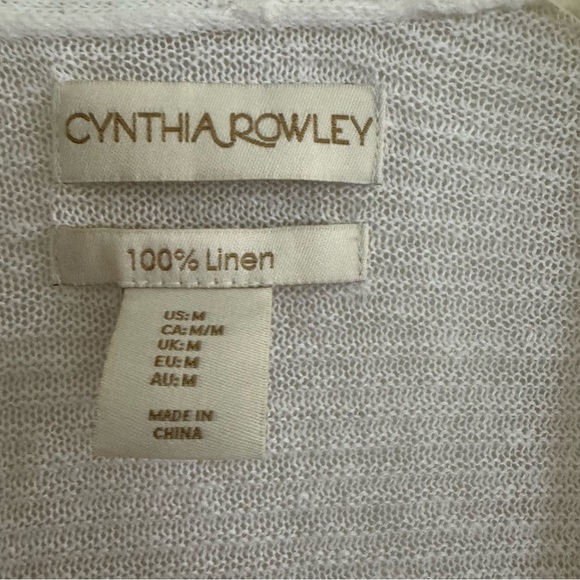 CYNTHIA ROWLEY
100% Linen
US: M
CA: M/M
UK: M
EU: M
AU: M
MADE IN
CHINA